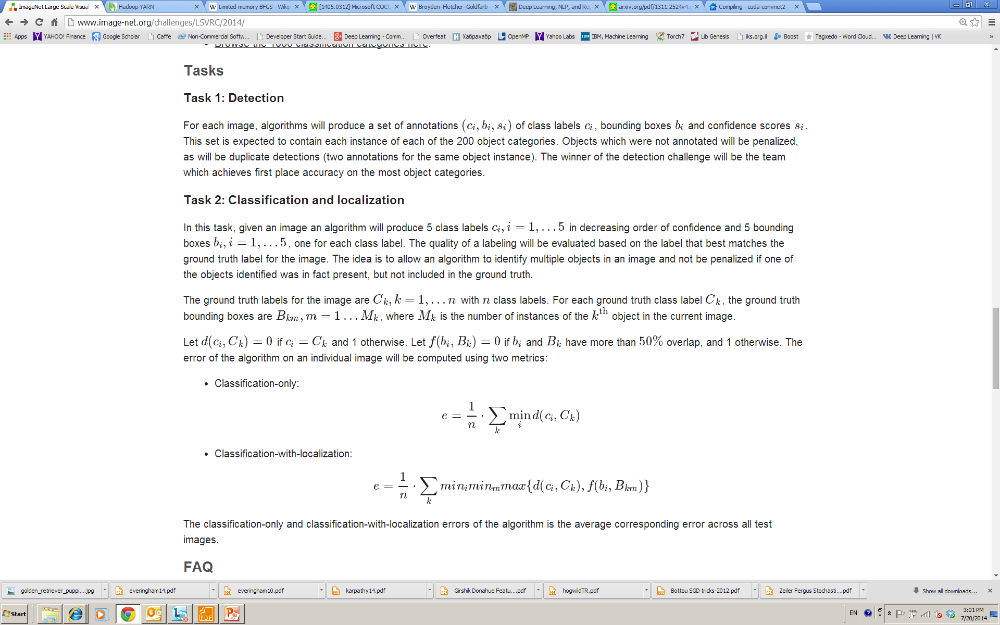 ImageNet Large Scale Visual
Hadoop YARN
Limited-memory BFGS - Wikip
[1405.0312] Microsoft COCO
Broyden–Fletcher–Goldfarb–
Deep Learning, NLP, and Rep
arxiv.org/pdf/1311.2524v4.p
Compiling - cuda-convnet2 -
www.image-net.org/challenges/LSVRC/2014/
Apps
YAHOO! Finance
Google Scholar
Caffe
Non-Commercial Softw...
Developer Start Guide...
Deep Learning - Comm...
Overfeat
Хабрахабр
OpenMP
Yahoo Labs
IBM, Machine Learning
Torch7
Lib Genesis
iks.org.il
Boost
Tagxedo - Word Cloud...
Deep Learning | VK
»
• Browse the 1000 classification categories here.
Tasks
Task 1: Detection
For each image, algorithms will produce a set of annotations (c_i, b_i, s_i) of class labels c_i, bounding boxes b_i and confidence scores s_i.
This set is expected to contain each instance of each of the 200 object categories. Objects which were not annotated will be penalized,
as will be duplicate detections (two annotations for the same object instance). The winner of the detection challenge will be the team
which achieves first place accuracy on the most object categories.
Task 2: Classification and localization
In this task, given an image an algorithm will produce 5 class labels c_i, i = 1, … 5 in decreasing order of confidence and 5 bounding
boxes b_i, i = 1, … 5, one for each class label. The quality of a labeling will be evaluated based on the label that best matches the
ground truth label for the image. The idea is to allow an algorithm to identify multiple objects in an image and not be penalized if one of
the objects identified was in fact present, but not included in the ground truth.
The ground truth labels for the image are C_k, k = 1, … n with n class labels. For each ground truth class label C_k, the ground truth
bounding boxes are B_km, m = 1 … M_k, where M_k is the number of instances of the k^th object in the current image.
Let d(c_i, C_k) = 0 if c_i = C_k and 1 otherwise. Let f(b_i, B_k) = 0 if b_i and B_k have more than 50% overlap, and 1 otherwise. The
error of the algorithm on an individual image will be computed using two metrics:
• Classification-only:
e = 1/n · ∑_k min_i d(c_i, C_k)
• Classification-with-localization:
e = 1/n · ∑_k min_i min_m max{d(c_i, C_k), f(b_i, B_km)}
The classification-only and classification-with-localization errors of the algorithm is the average corresponding error across all test
images.
FAQ
golden_retriever_puppi....jpg
everingham14.pdf
everingham10.pdf
karpathy14.pdf
Girshik Donahue Featu....pdf
hogwildTR.pdf
Bottou SGD tricks-2012.pdf
Zeiler Fergus Stochasti....pdf
Show all downloads...
Start
EN
3:01 PM
7/20/2014